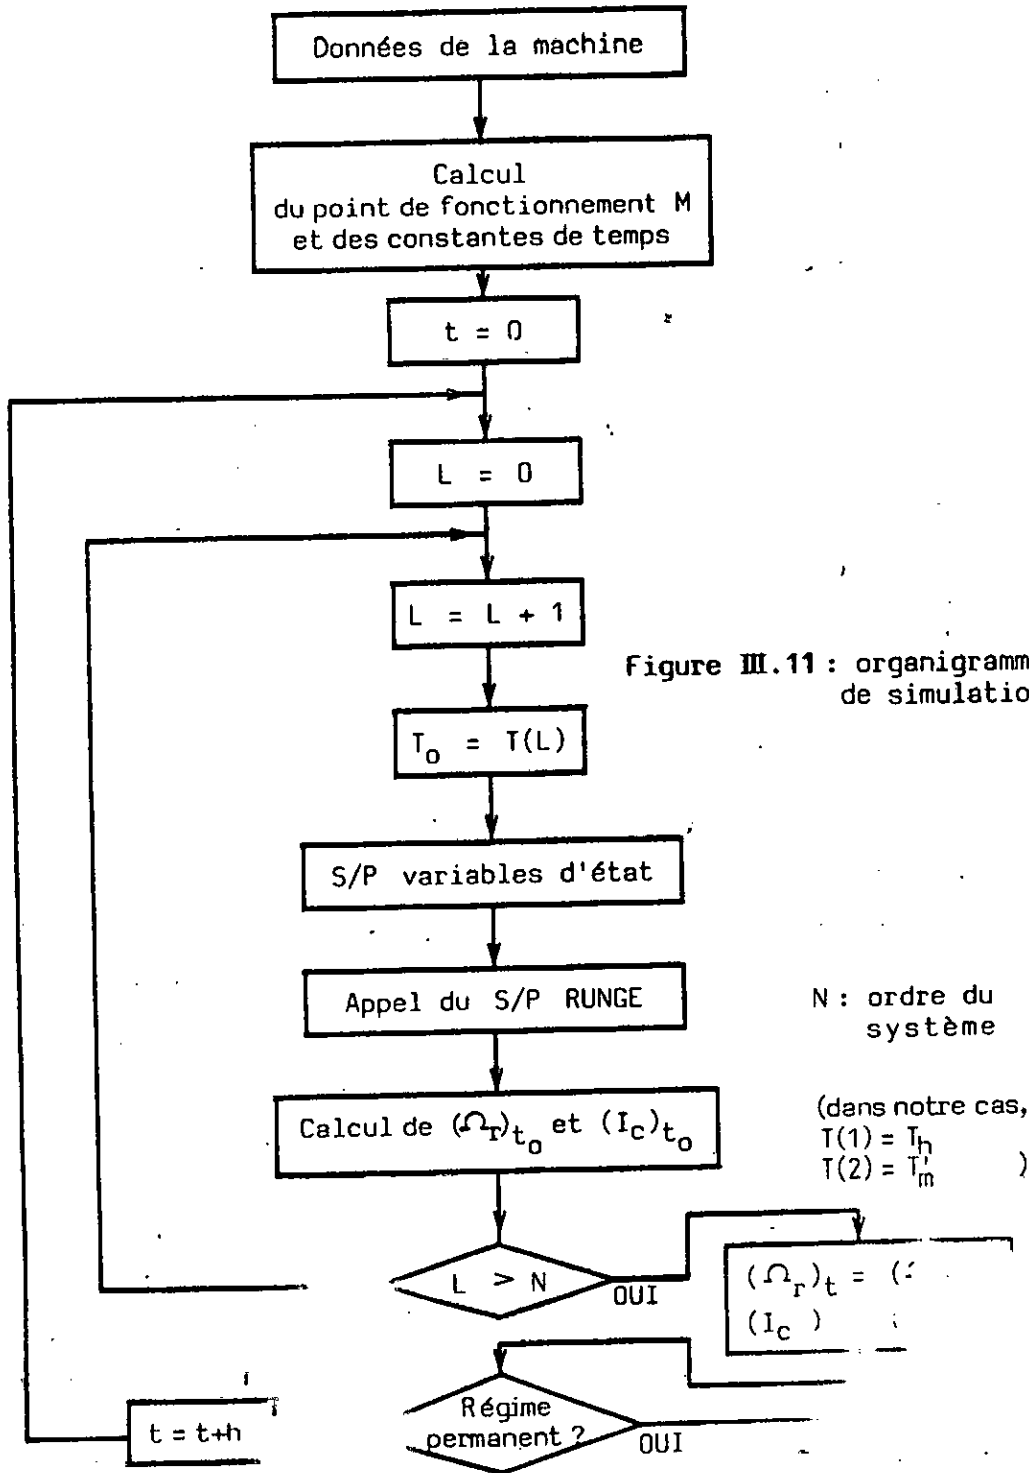 Données de la machine
Calcul
du point de fonctionnement M
et des constantes de temps
t = 0
L = 0
L = L + 1
Figure III.11 : organigramm
de simulatio
T₀ = T(L)
S/P variables d'état
Appel du S/P RUNGE
N : ordre du
système
Calcul de (Ωr)t₀ et (Ic)t₀
(dans notre cas,
T(1) = Th
T(2) = T'm )
L > N
OUI
(Ωr)t = (
(Ic )
Régime
permanent ?
OUI
t = t+h